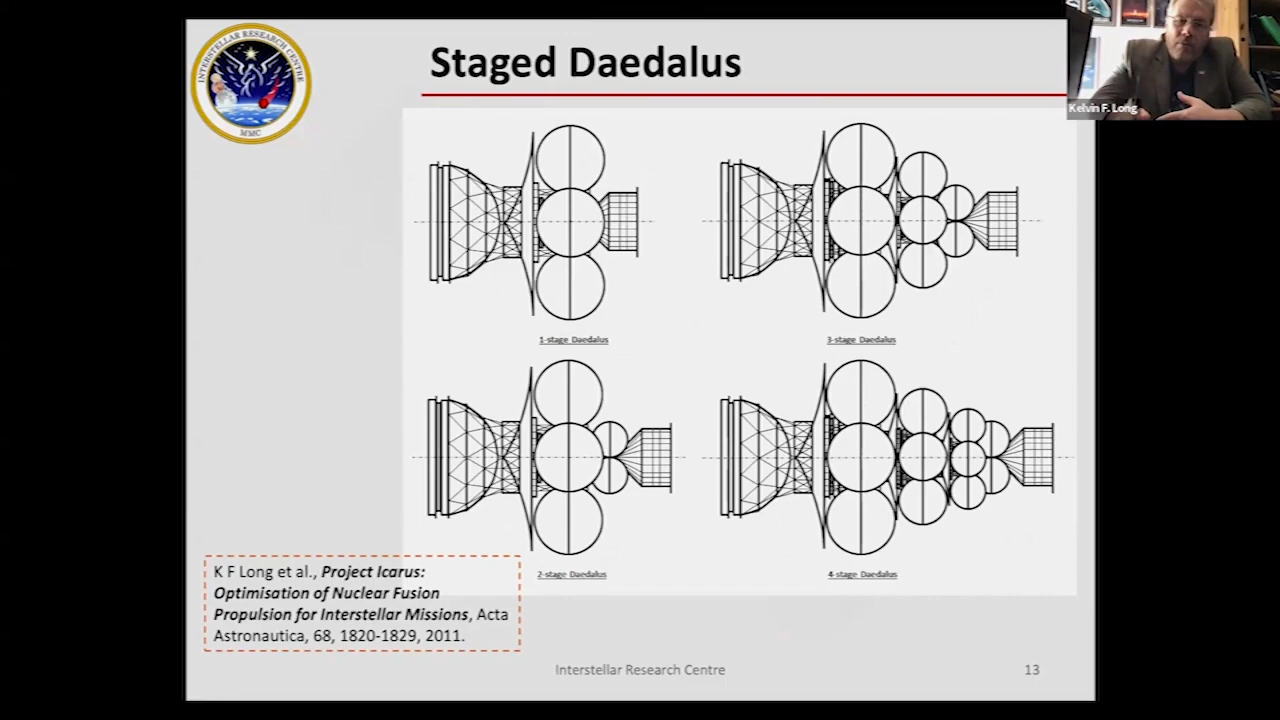 INTERSTELLAR RESEARCH CENTRE
MMC
Staged Daedalus
Kelvin F. Long
1-stage Daedalus
3-stage Daedalus
2-stage Daedalus
4-stage Daedalus
K F Long et al., Project Icarus:
Optimisation of Nuclear Fusion
Propulsion for Interstellar Missions, Acta
Astronautica, 68, 1820-1829, 2011.
Interstellar Research Centre
13